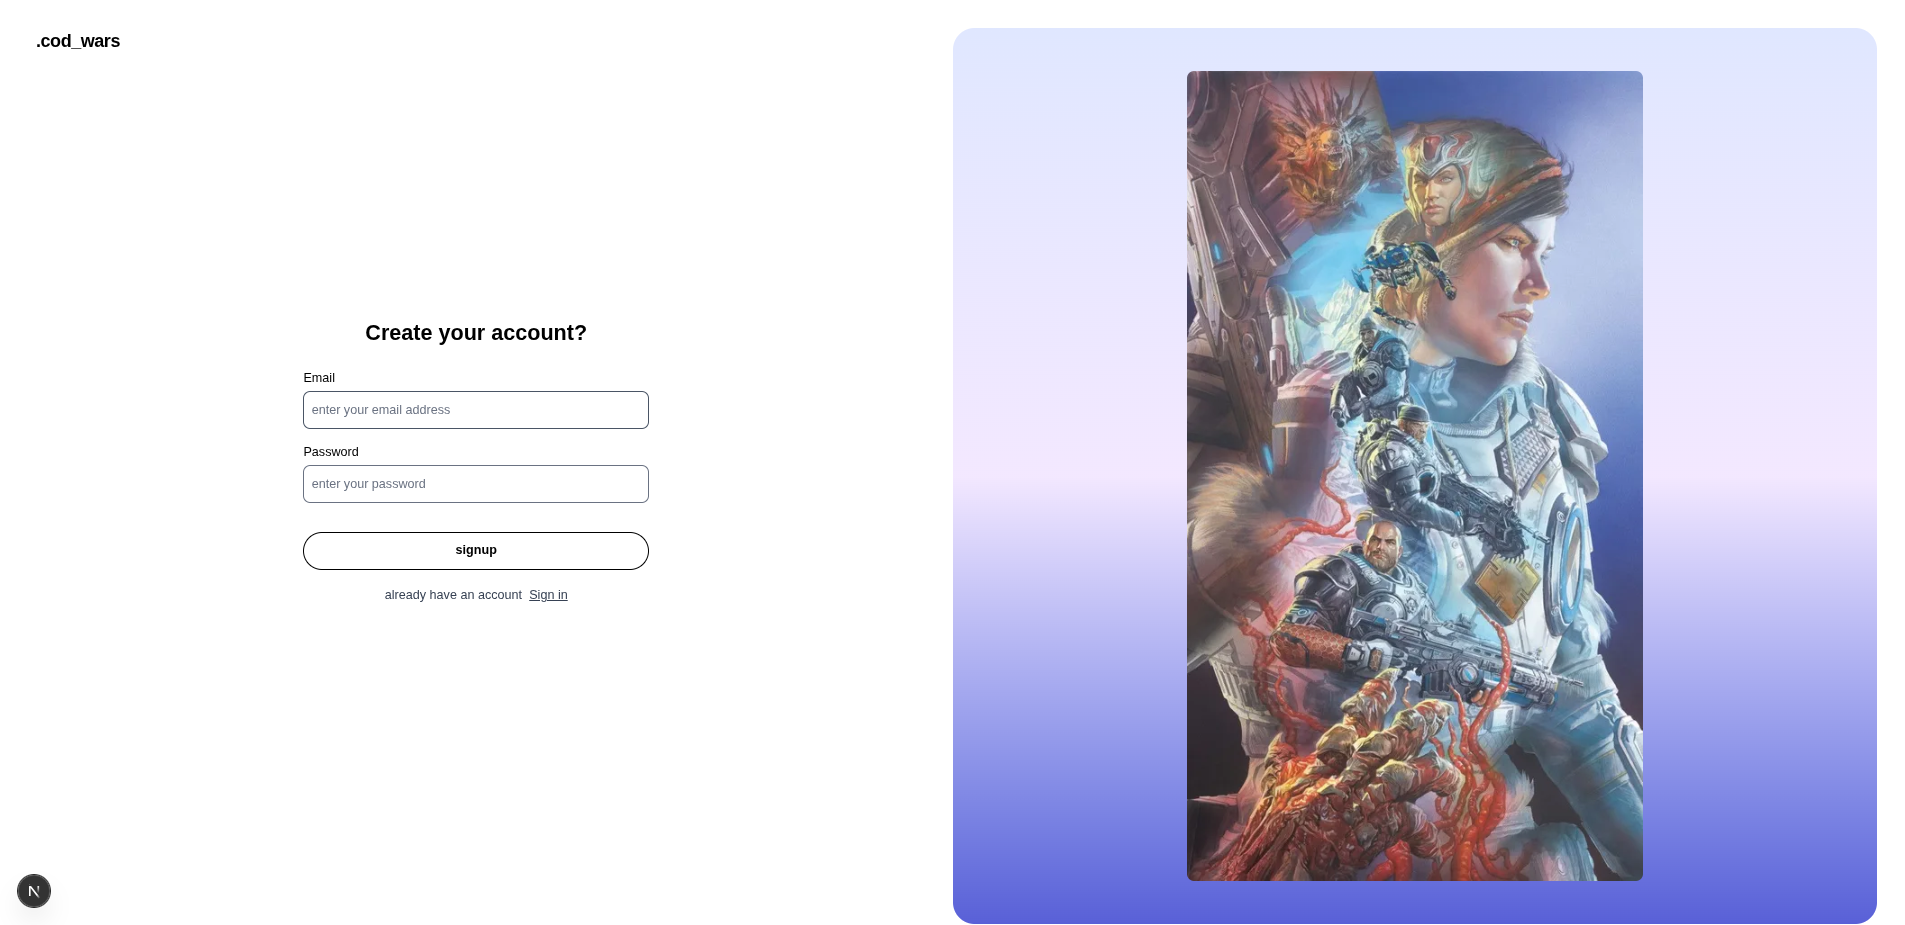 .cod_wars
Create your account?
Email
enter your email address
Password
enter your password
signup
already have an account Sign in
N